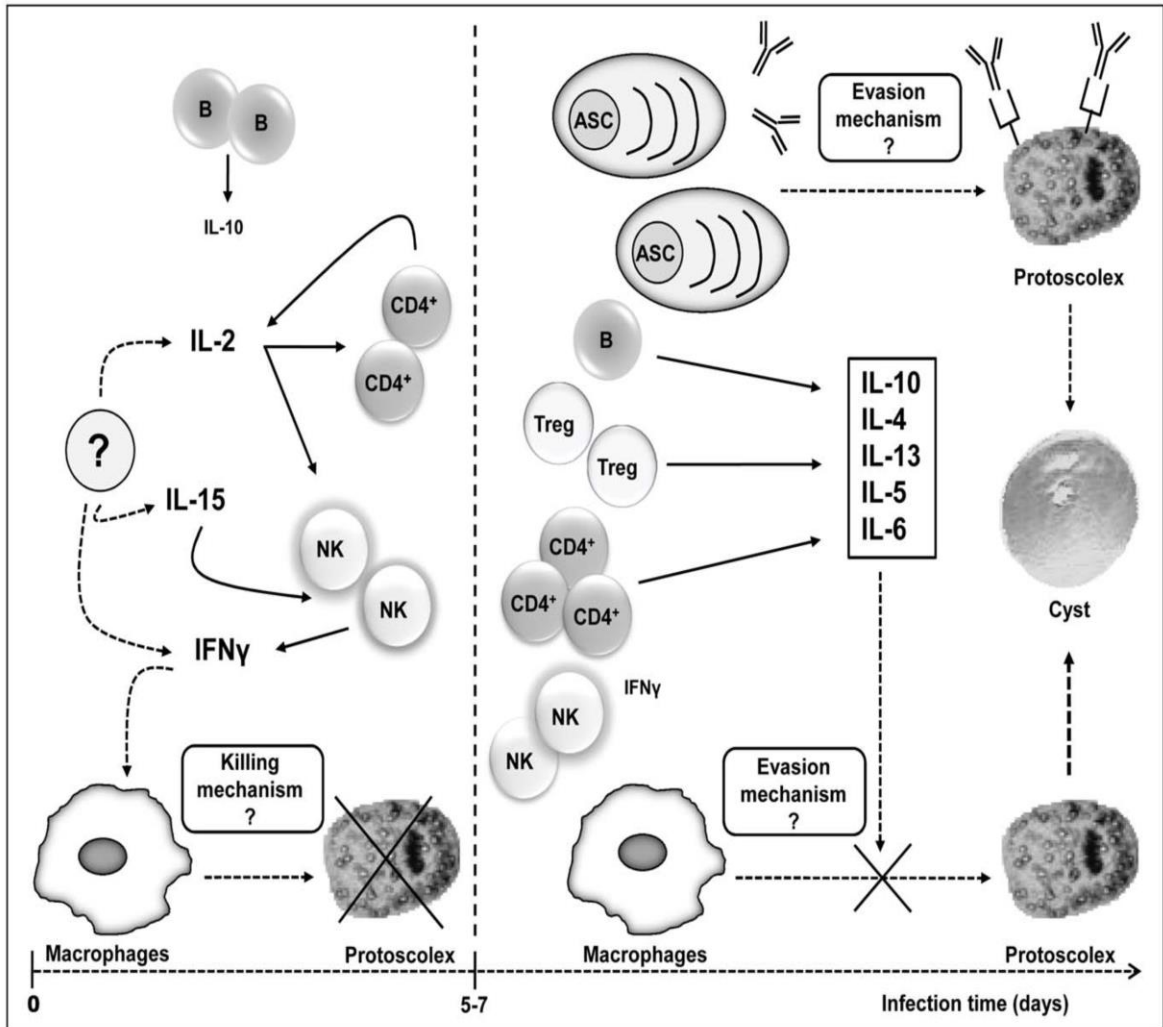 B
B
IL-10
CD4+
IL-2
CD4+
?
IL-15
NK
NK
IFNγ
Killing
mechanism
?
Macrophages
Protoscolex
ASC
Evasion
mechanism
?
ASC
Protoscolex
B
IL-10
IL-4
IL-13
IL-5
IL-6
Treg
Treg
CD4+
CD4+
CD4+
Cyst
IFNγ
NK
NK
Evasion
mechanism
?
Macrophages
Protoscolex
0
5-7
Infection time (days)